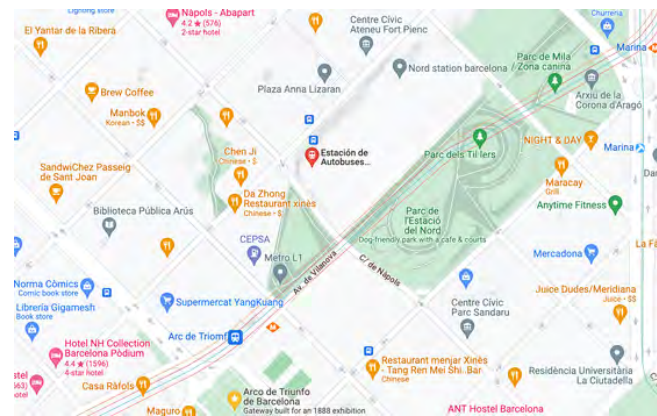 Lighting store
Nàpols - Abapart
4.2 ★ (576)
2-star hotel
El Yantar de la Ribera
Centre Cívic
Ateneu Fort Pienc
Churrería
Marina
Parc de Mila
Zona canina
Nord station barcelona
Plaza Anna Lizaran
Brew Coffee
Arxiu de la
Corona d'Aragó
Manbok
Korean • $$
Chen Ji
Chinese • $
Estación de
Autobuses...
Parc dels Til·lers
NIGHT & DAY
Marina
SandwiChez Passeig
de Sant Joan
Maracay
Grill
Da Zhong
Restaurant xinès
Chinese • $
Biblioteca Pública Arús
Parc de
l'Estació
del Nord
Dog-friendly park with a cafe & courts
Anytime Fitness
CEPSA
Metro L1
Av. de Vilanova
C/ de Nàpols
Mercadona
La
Norma Còmics
Comic book store
Supermercat YangKuang
Llibreria Gigamesh
Book store
Centre Cívic
Parc Sandaru
Juice Dudes/Meridiana
Juice • $$
Arc de Triomf
Hotel NH Collection
Barcelona Pòdium
4.4 ★ (1596)
4-star hotel
Restaurant menjar Xinès
- Tang Ren Mei Shi. Bar
Chinese
Residència Universitària
La Ciutadella
Casa Ràfols
Arco de Triunfo
de Barcelona
Gateway built for an 1888 exhibition
Maguro
ANT Hostel Barcelona